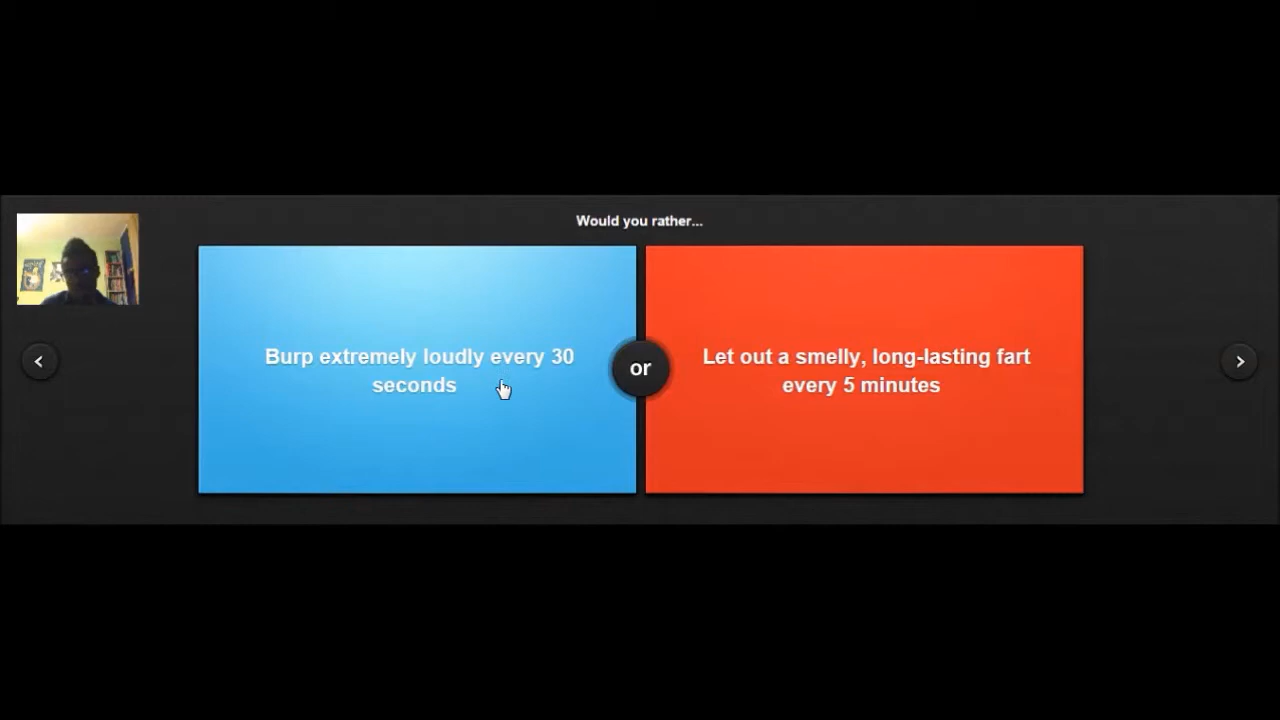 Would you rather...
Burp extremely loudly every 30
seconds
or
Let out a smelly, long-lasting fart
every 5 minutes